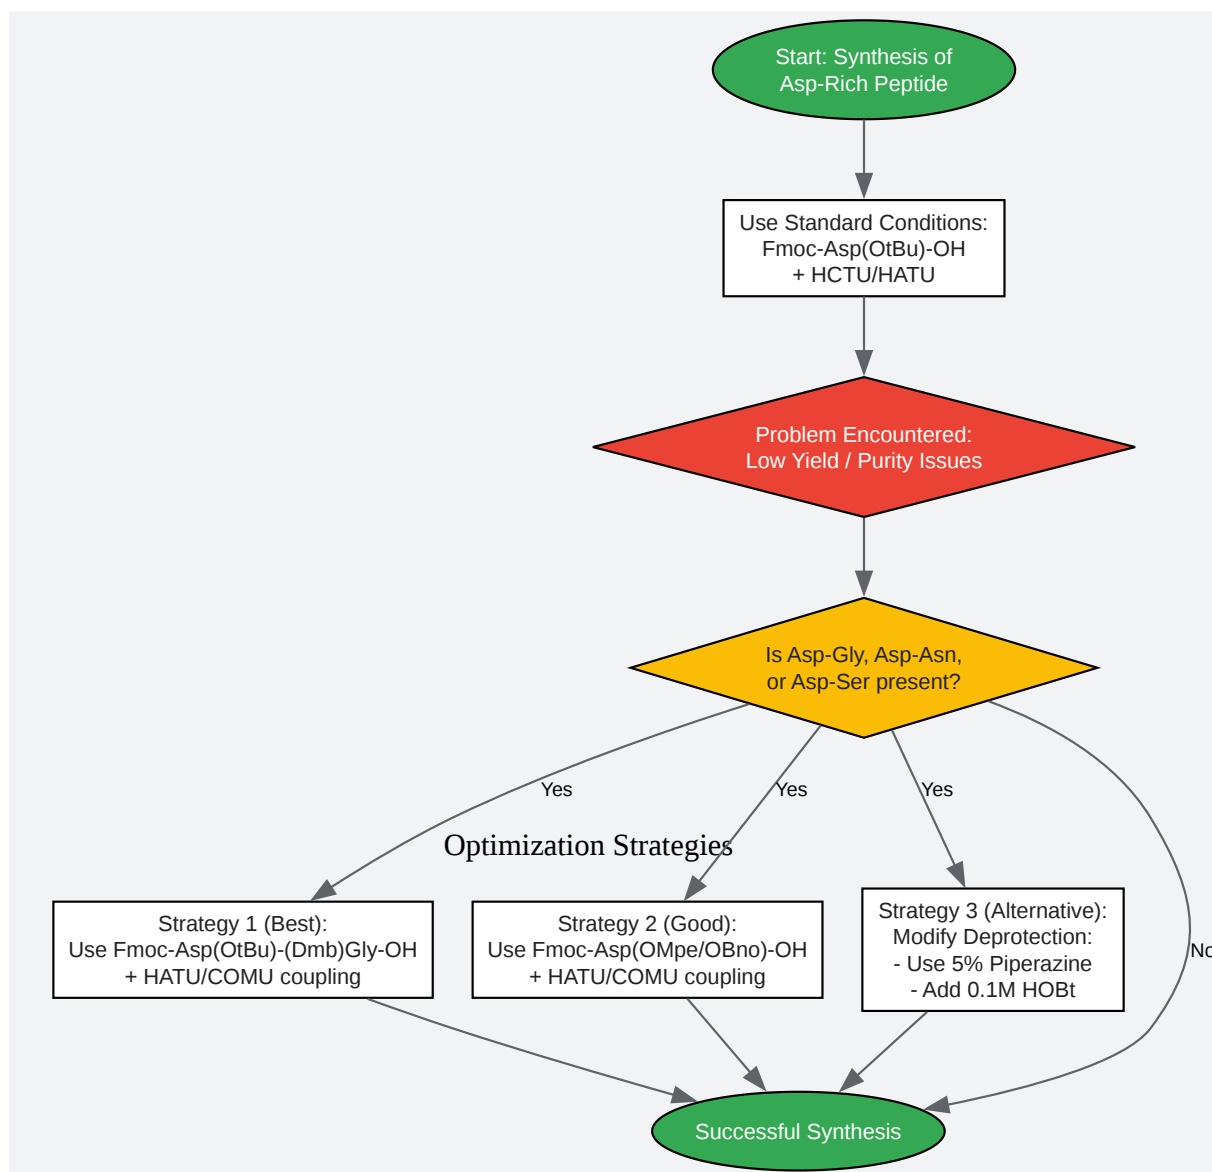 Start: Synthesis of
Asp-Rich Peptide
Use Standard Conditions:
Fmoc-Asp(OtBu)-OH
+ HCTU/HATU
Problem Encountered:
Low Yield / Purity Issues
Is Asp-Gly, Asp-Asn,
or Asp-Ser present?
Yes
Yes
Yes
No
Optimization Strategies
Strategy 1 (Best):
Use Fmoc-Asp(OtBu)-(Dmb)Gly-OH
+ HATU/COMU coupling
Strategy 2 (Good):
Use Fmoc-Asp(OMpe/OBno)-OH
+ HATU/COMU coupling
Strategy 3 (Alternative):
Modify Deprotection:
- Use 5% Piperazine
- Add 0.1M HOBt
Successful Synthesis